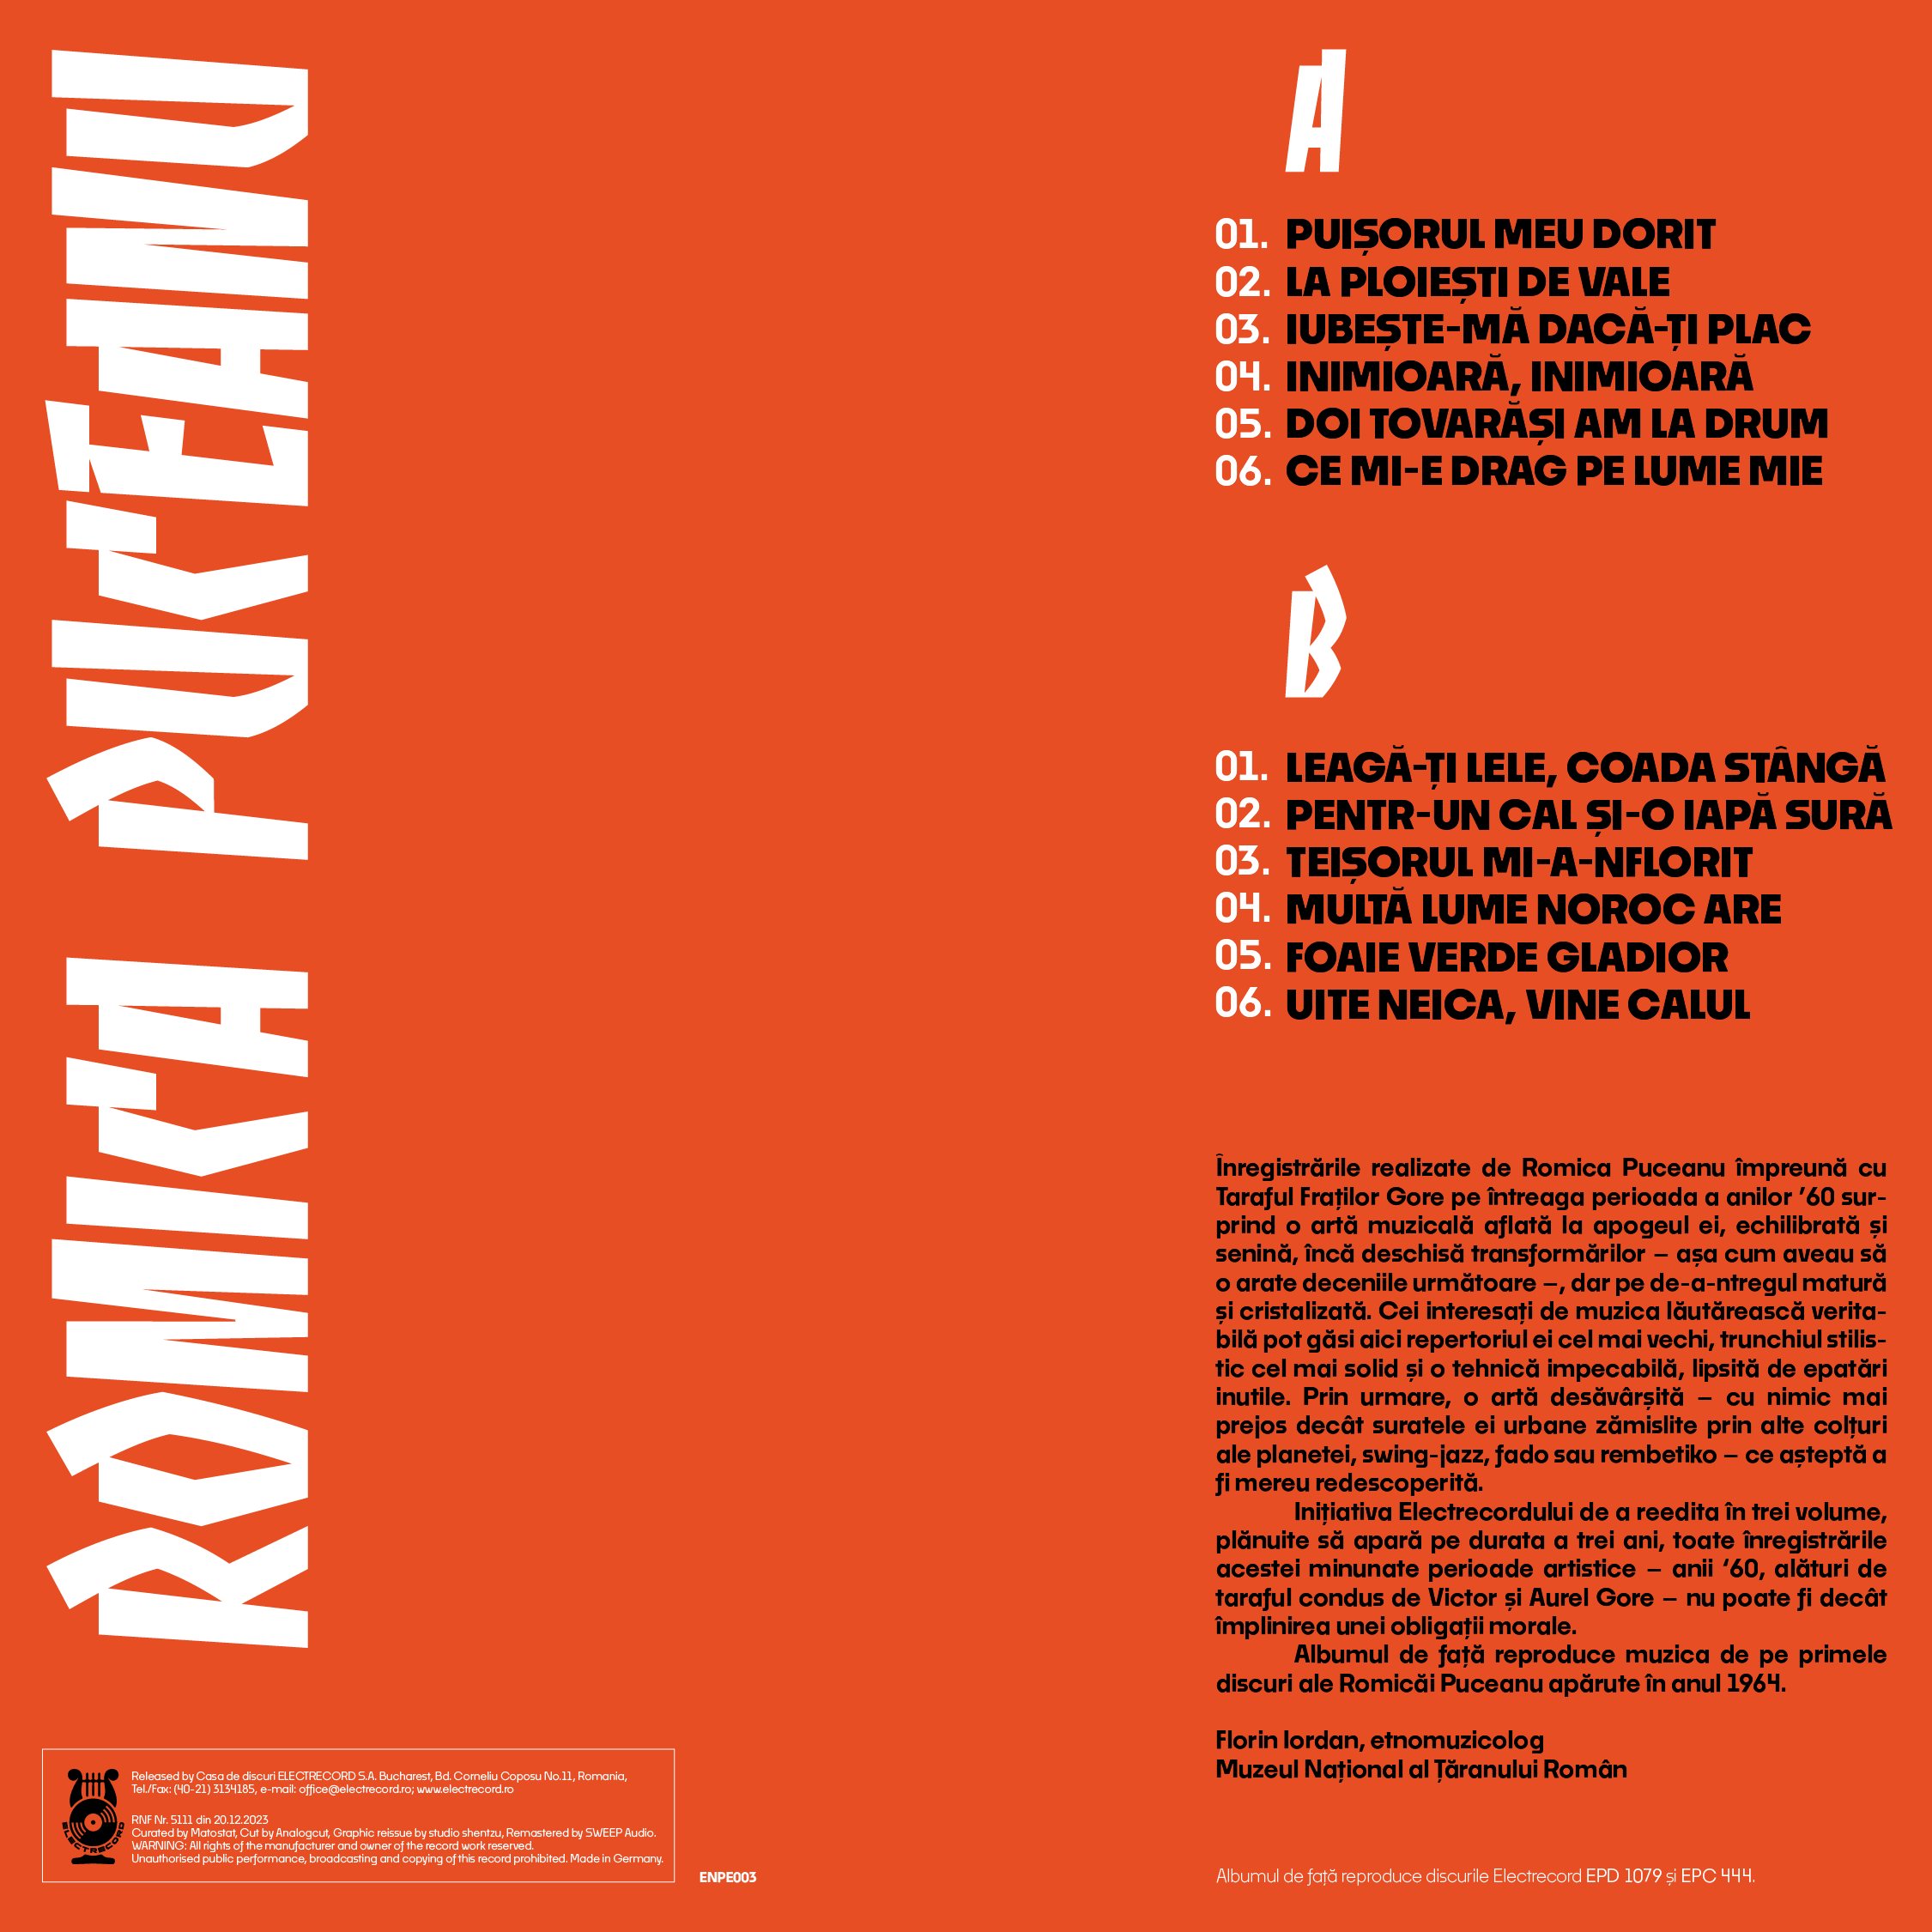 ROMICA PUCEANU
A
01. PUIȘORUL MEU DORIT
02. LA PLOIEȘTI DE VALE
03. IUBEȘTE-MĂ DACĂ-ȚI PLAC
04. INIMIOARĂ, INIMIOARĂ
05. DOI TOVARĂȘI AM LA DRUM
06. CE MI-E DRAG PE LUME MIE
B
01. LEAGĂ-ȚI LELE, COADA STÂNGĂ
02. PENTR-UN CAL ȘI-O IAPĂ SURĂ
03. TEIȘORUL MI-A-NFLORIT
04. MULTĂ LUME NOROC ARE
05. FOAIE VERDE GLADIOR
06. UITE NEICA, VINE CALUL
Înregistrările realizate de Romica Puceanu împreună cu
Taraful Fraților Gore pe întreaga perioada a anilor ’60 sur-
prind o artă muzicală aflată la apogeul ei, echilibrată și
senină, încă deschisă transformărilor – așa cum aveau să
o arate deceniile următoare –, dar pe de-a-ntregul matură
și cristalizată. Cei interesați de muzica lăutărească verita-
bilă pot găsi aici repertoriul ei cel mai vechi, trunchiul stilis-
tic cel mai solid și o tehnică impecabilă, lipsită de epatări
inutile. Prin urmare, o artă desăvârșită – cu nimic mai
prejos decât suratele ei urbane zămislite prin alte colțuri
ale planetei, swing-jazz, fado sau rembetiko – ce așteptă a
fi mereu redescoperită.
Inițiativa Electrecordului de a reedita în trei volume,
plănuite să apară pe durata a trei ani, toate înregistrările
acestei minunate perioade artistice – anii ‘60, alături de
taraful condus de Victor și Aurel Gore – nu poate fi decât
împlinirea unei obligații morale.
Albumul de față reproduce muzica de pe primele
discuri ale Romicăi Puceanu apărute în anul 1964.
Florin Iordan, etnomuzicolog
Muzeul Național al Țăranului Român
ELECTRECORD
Released by Casa de discuri ELECTRECORD S.A. Bucharest, Bd. Corneliu Coposu No.11, Romania,
Tel./Fax: (40-21) 3134185, e-mail: office@electrecord.ro; www.electrecord.ro
RNF Nr. 5111 din 20.12.2023
Curated by Matostat, Cut by Analogcut, Graphic reissue by studio shentzu, Remastered by SWEEP Audio.
WARNING: All rights of the manufacturer and owner of the record work reserved.
Unauthorised public performance, broadcasting and copying of this record prohibited. Made in Germany.
ENPE003
Albumul de față reproduce discurile Electrecord EPD 1079 și EPC 444.